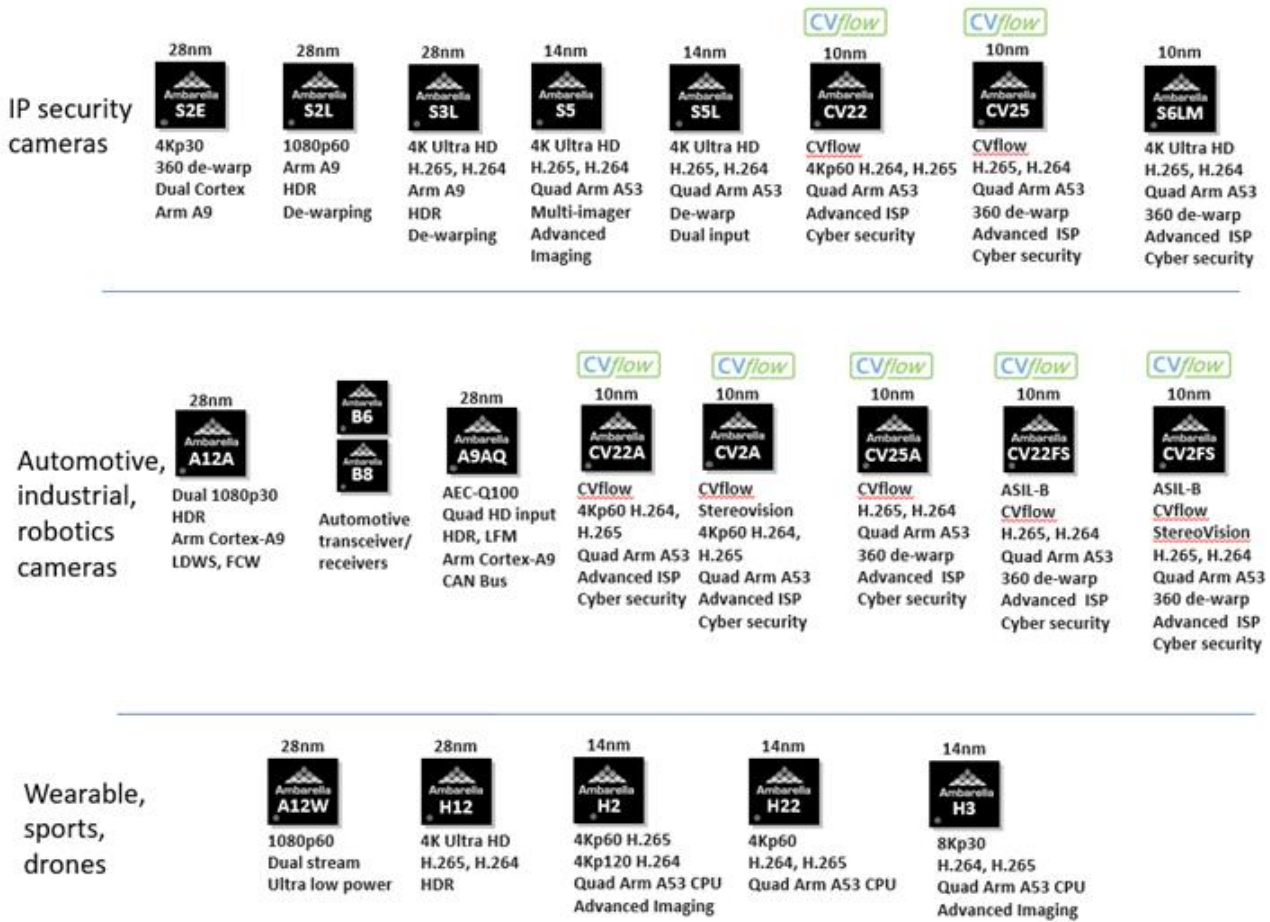 IP security
cameras
28nm
Ambarella
S2E
4Kp30
360 de-warp
Dual Cortex
Arm A9
28nm
Ambarella
S2L
1080p60
Arm A9
HDR
De-warping
28nm
Ambarella
S3L
4K Ultra HD
H.265, H.264
Arm A9
HDR
De-warping
14nm
Ambarella
S5
4K Ultra HD
H.265, H.264
Quad Arm A53
Multi-imager
Advanced
Imaging
14nm
Ambarella
S5L
4K Ultra HD
H.265, H.264
Quad Arm A53
De-warp
Dual input
CVflow
10nm
Ambarella
CV22
CVflow
4Kp60 H.264, H.265
Quad Arm A53
Advanced ISP
Cyber security
CVflow
10nm
Ambarella
CV25
CVflow
H.265, H.264
Quad Arm A53
360 de-warp
Advanced ISP
Cyber security
10nm
Ambarella
S6LM
4K Ultra HD
H.265, H.264
Quad Arm A53
360 de-warp
Advanced ISP
Cyber security
Automotive,
industrial,
robotics
cameras
28nm
Ambarella
A12A
Dual 1080p30
HDR
Arm Cortex-A9
LDWS, FCW
Ambarella
B6
Ambarella
B8
Automotive
transceiver/
receivers
28nm
Ambarella
A9AQ
AEC-Q100
Quad HD input
HDR, LFM
Arm Cortex-A9
CAN Bus
CVflow
10nm
Ambarella
CV22A
CVflow
4Kp60 H.264,
H.265
Quad Arm A53
Advanced ISP
Cyber security
CVflow
10nm
Ambarella
CV2A
CVflow
Stereovision
4Kp60 H.264,
H.265
Quad Arm A53
Advanced ISP
Cyber security
CVflow
10nm
Ambarella
CV25A
CVflow
H.265, H.264
Quad Arm A53
360 de-warp
Advanced ISP
Cyber security
CVflow
10nm
Ambarella
CV22FS
ASIL-B
CVflow
H.265, H.264
Quad Arm A53
360 de-warp
Advanced ISP
Cyber security
CVflow
10nm
Ambarella
CV2FS
ASIL-B
CVflow
StereoVision
H.265, H.264
Quad Arm A53
360 de-warp
Advanced ISP
Cyber security
Wearable,
sports,
drones
28nm
Ambarella
A12W
1080p60
Dual stream
Ultra low power
28nm
Ambarella
H12
4K Ultra HD
H.265, H.264
HDR
14nm
Ambarella
H2
4Kp60 H.265
4Kp120 H.264
Quad Arm A53 CPU
Advanced Imaging
14nm
Ambarella
H22
4Kp60
H.264, H.265
Quad Arm A53 CPU
14nm
Ambarella
H3
8Kp30
H.264, H.265
Quad Arm A53 CPU
Advanced Imaging